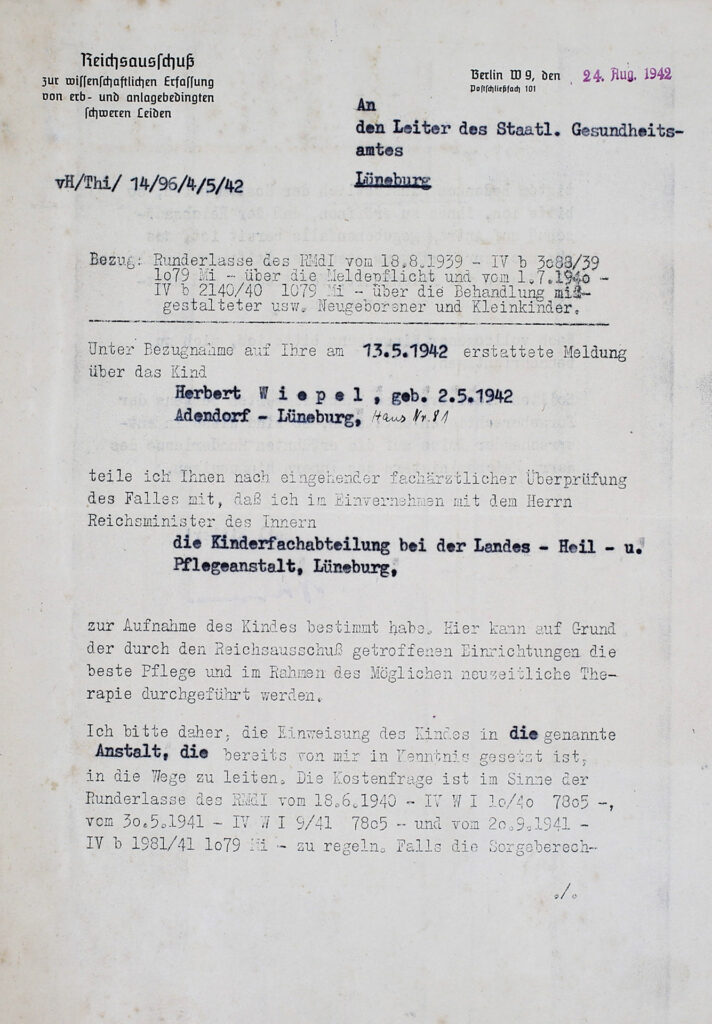 Reichsausschuß
zur wissenschaftlichen Erfassung
von erb- und anlagebedingten
schweren Leiden
Berlin W 9, den 24. Aug. 1942
Postschließfach 101
An
den Leiter des Staatl. Gesundheits-
amtes
Lüneburg
vH/Thi/ 14/96/4/5/42
Bezug: Runderlasse des RMdI vom 18.8.1939 - IV b 3088/39
1o79 Mi - über die Meldepflicht und vom 1.7.1940 -
IV b 2140/40 1079 Mi - über die Behandlung miß-
gestalteter usw. Neugeborener und Kleinkinder.
Unter Bezugnahme auf Ihre am 13.5.1942 erstattete Meldung
über das Kind
Herbert W i e p e l , geb. 2.5.1942
Adendorf - Lüneburg, Haus Nr. 81
teile ich Ihnen nach eingehender fachärztlicher Überprüfung
des Falles mit, daß ich im Einvernehmen mit dem Herrn
Reichsminister des Innern
die Kinderfachabteilung bei der Landes - Heil - u.
Pflegeanstalt, Lüneburg,
zur Aufnahme des Kindes bestimmt habe. Hier kann auf Grund
der durch den Reichsausschuß getroffenen Einrichtungen die
beste Pflege und im Rahmen des Möglichen neuzeitliche The-
rapie durchgeführt werden.
Ich bitte daher, die Einweisung des Kindes in die genannte
Anstalt, die bereits von mir in Kenntnis gesetzt ist,
in die Wege zu leiten. Die Kostenfrage ist im Sinne der
Runderlasse des RMdI vom 18.6.1940 - IV W I 1o/4o 78o5 -,
vom 3o.5.1941 - IV W I 9/41 78o5 - und vom 2o.9.1941 -
IV b 1981/41 1o79 Mi - zu regeln. Falls die Sorgeberech-
./.